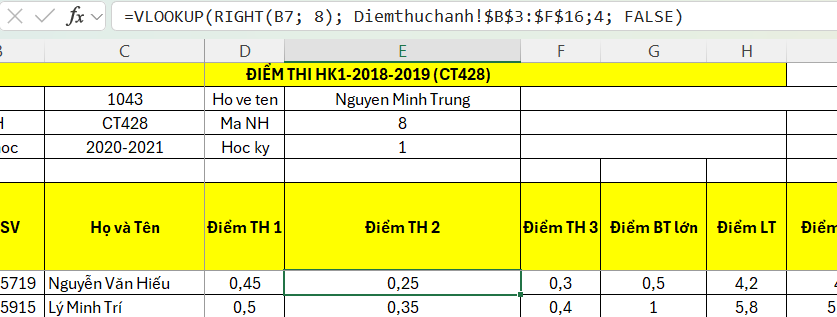 fx =VLOOKUP(RIGHT(B7; 8); Diemthuchanh!$B$3:$F$16;4; FALSE)
B C D E F G H
ĐIỂM THI HK1-2018-2019 (CT428)
1043 Ho ve ten Nguyen Minh Trung
H CT428 Ma NH 8
oc 2020-2021 Hoc ky 1
SV Họ và Tên Điểm TH 1 Điểm TH 2 Điểm TH 3 Điểm BT lớn Điểm LT Điểm
5719 Nguyễn Văn Hiếu 0,45 0,25 0,3 0,5 4,2
5915 Lý Minh Trí 0,5 0,35 0,4 1 5,8 5